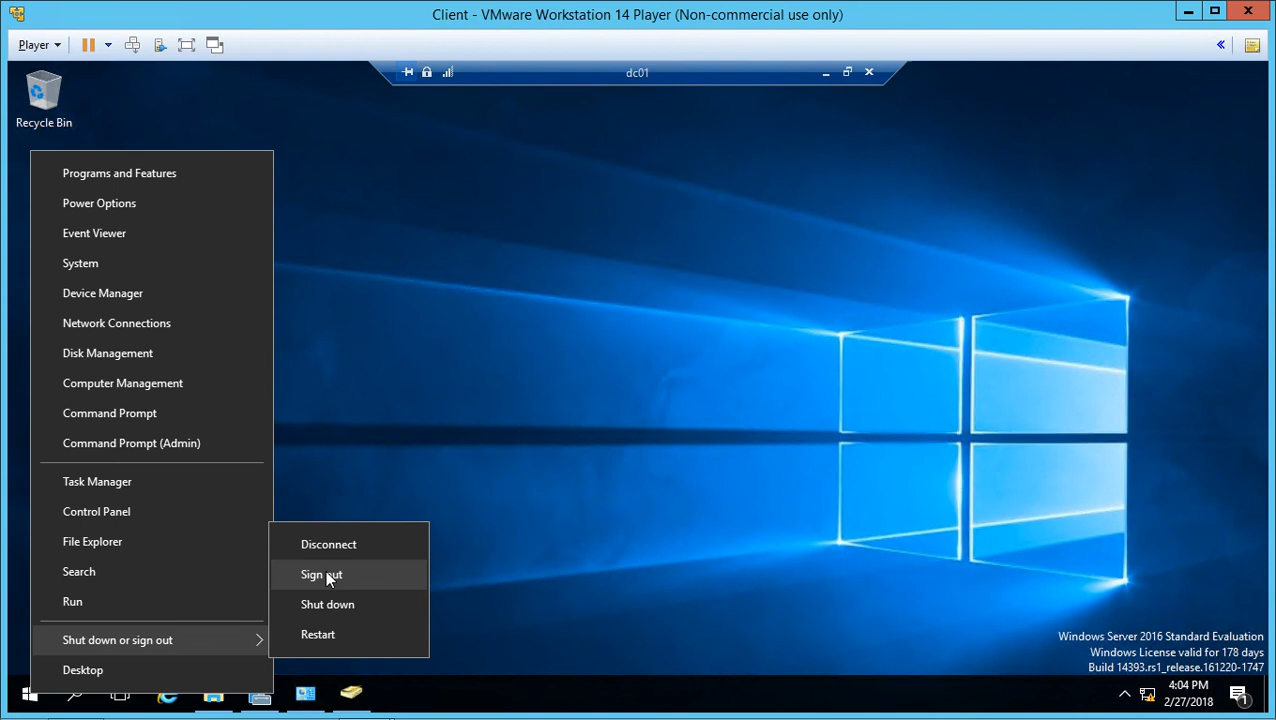 Client - VMware Workstation 14 Player (Non-commercial use only)
Player
dc01
Recycle Bin
Programs and Features
Power Options
Event Viewer
System
Device Manager
Network Connections
Disk Management
Computer Management
Command Prompt
Command Prompt (Admin)
Task Manager
Control Panel
File Explorer
Search
Run
Shut down or sign out
Desktop
Disconnect
Sign out
Shut down
Restart
Windows Server 2016 Standard Evaluation
Windows License valid for 178 days
Build 14393.rs1_release.161220-1747
4:04 PM
2/27/2018
1